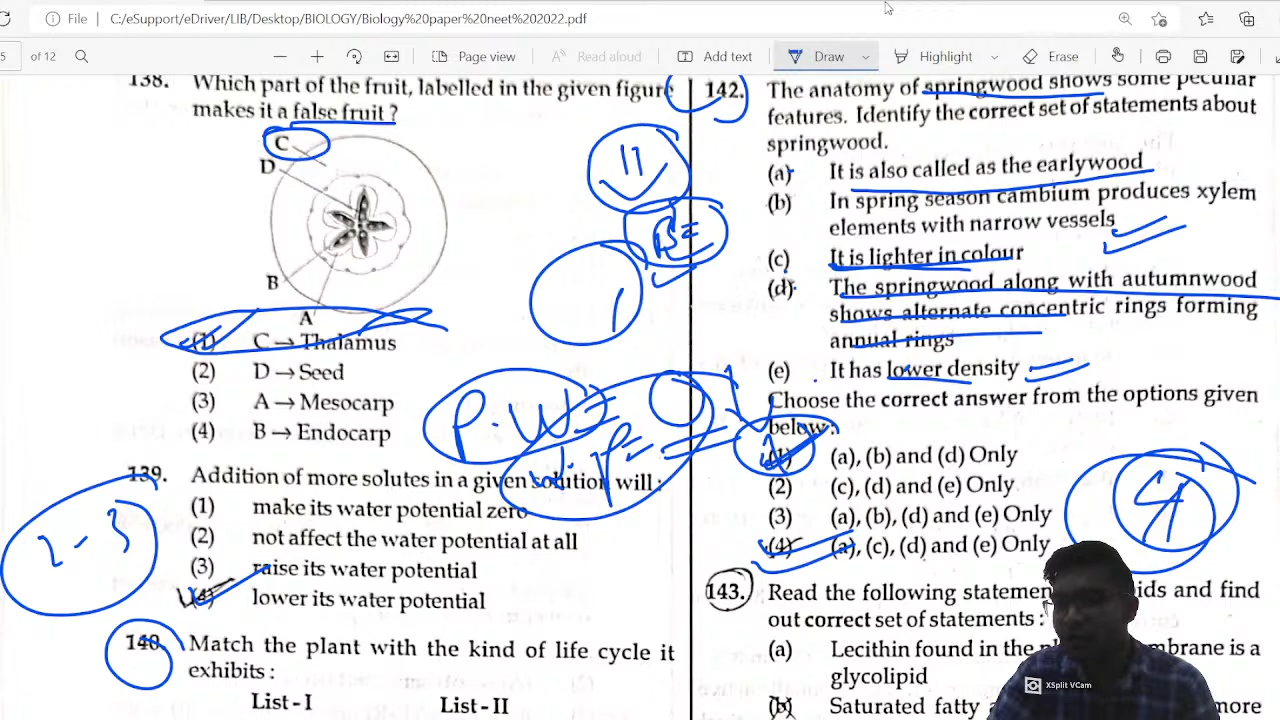 File | C:/eSupport/eDriver/LIB/Desktop/BIOLOGY/Biology%20paper%20neet%202022.pdf
5 of 12 Page view Read aloud Add text Draw Highlight Erase
138. Which part of the fruit, labelled in the given figure
makes it a false fruit ?
C
D
B
A
(1) C → Thalamus
(2) D → Seed
(3) A → Mesocarp
(4) B → Endocarp
139. Addition of more solutes in a given solution will :
(1) make its water potential zero
(2) not affect the water potential at all
(3) raise its water potential
(4) lower its water potential
140. Match the plant with the kind of life cycle it
exhibits :
List - I List - II
11
B =
1
P.W = 0
2 - 3
142. The anatomy of springwood shows some peculiar
features. Identify the correct set of statements about
springwood.
(a) It is also called as the earlywood
(b) In spring season cambium produces xylem
elements with narrow vessels
(c) It is lighter in colour
(d) The springwood along with autumnwood
shows alternate concentric rings forming
annual rings
(e) It has lower density
Choose the correct answer from the options given
below :
(1) (a), (b) and (d) Only
(2) (c), (d) and (e) Only
(3) (a), (b), (d) and (e) Only
(4) (a), (c), (d) and (e) Only
4
143. Read the following statemen ids and find
out correct set of statements :
(a) Lecithin found in the mbrane is a
glycolipid
(b) Saturated fatty more
XSplit VCam